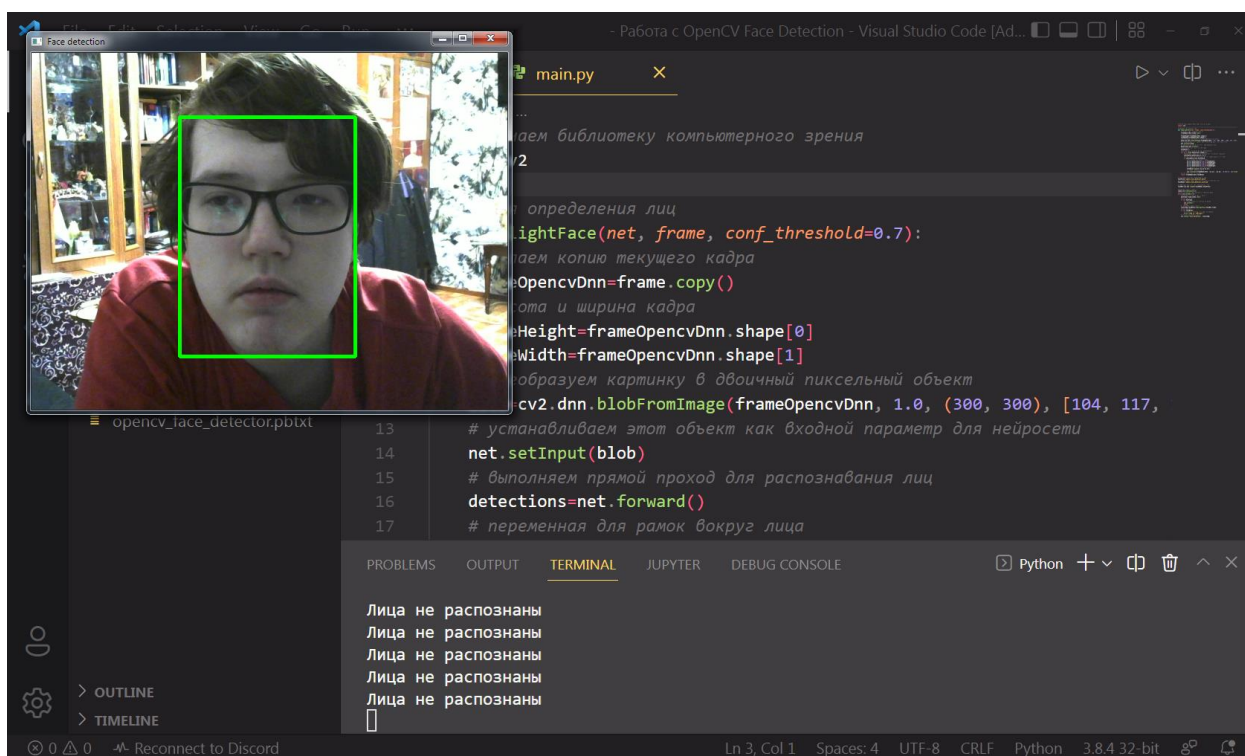 Face detection
- Работа с OpenCV Face Detection - Visual Studio Code [Ad...
main.py
...
аем библиотеку компьютерного зрения
2
определения лиц
ightFace(net, frame, conf_threshold=0.7):
аем копию текущего кадра
OpencvDnn=frame.copy()
ота и ширина кадра
eHeight=frameOpencvDnn.shape[0]
eWidth=frameOpencvDnn.shape[1]
образуем картинку в двоичный пиксельный объект
=cv2.dnn.blobFromImage(frameOpencvDnn, 1.0, (300, 300), [104, 117,
opencv_face_detector.pbtxt
13 # устанавливаем этот объект как входной параметр для нейросети
14 net.setInput(blob)
15 # выполняем прямой проход для распознавания лиц
16 detections=net.forward()
17 # переменная для рамок вокруг лица
PROBLEMS OUTPUT TERMINAL JUPYTER DEBUG CONSOLE Python
Лица не распознаны
Лица не распознаны
Лица не распознаны
Лица не распознаны
Лица не распознаны
OUTLINE
TIMELINE
0 0 Reconnect to Discord Ln 3, Col 1 Spaces: 4 UTF-8 CRLF Python 3.8.4 32-bit